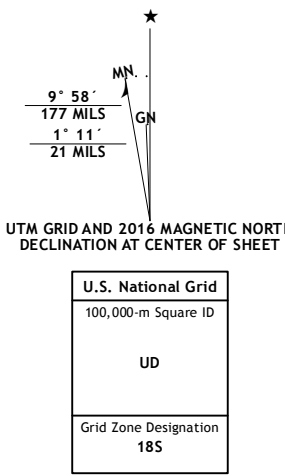 ★
MN
9° 58´
177 MILS
GN
1° 11´
21 MILS
UTM GRID AND 2016 MAGNETIC NORTH
DECLINATION AT CENTER OF SHEET
U.S. National Grid
100,000-m Square ID
UD
Grid Zone Designation
18S